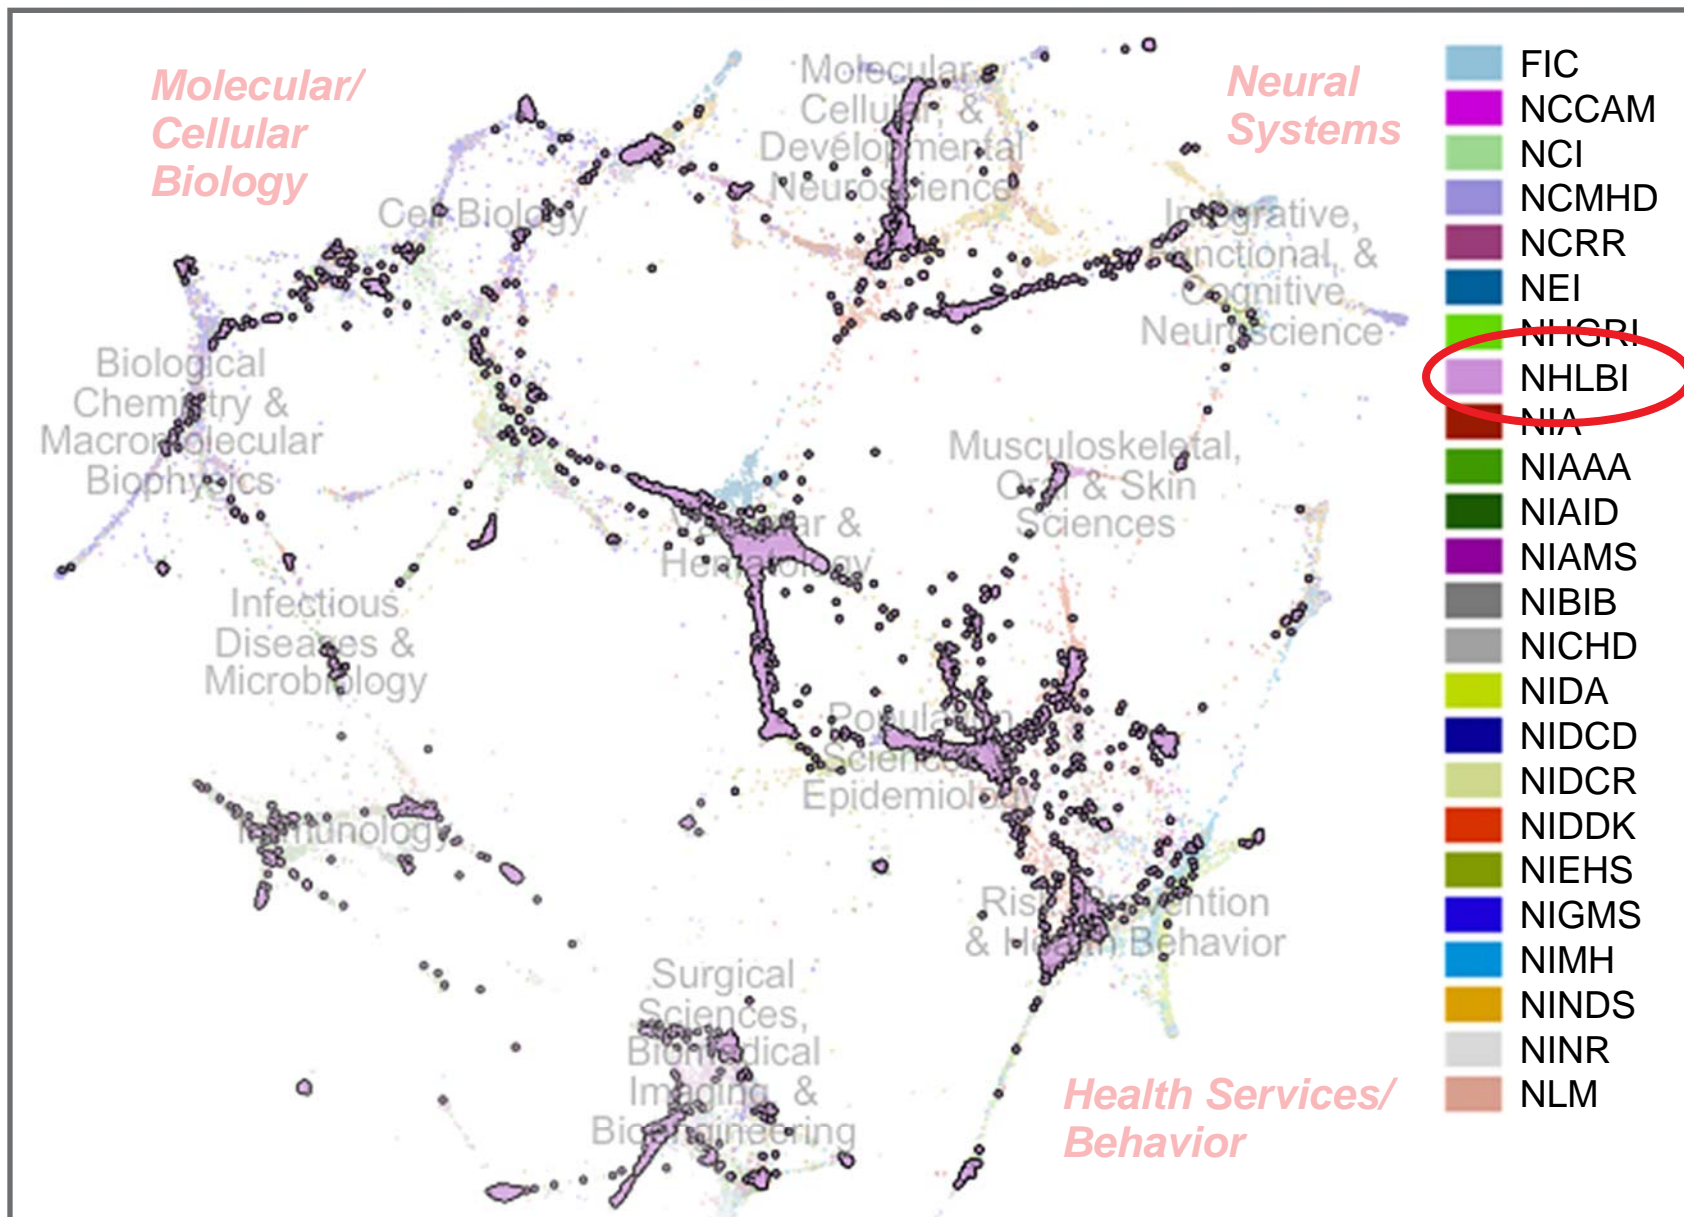 Molecular/
Cellular
Biology
Molecular,
Cellular, &
Developmental
Neuroscience
Neural
Systems
Cell Biology
Integrative,
Functional, &
Cognitive
Neuroscience
Biological
Chemistry &
Macromolecular
Biophysics
Musculoskeletal,
Oral & Skin
Sciences
Vascular &
Hematology
Infectious
Diseases &
Microbiology
Population
Sciences
Epidemiology
Immunology
Risk Prevention
& Health Behavior
Surgical
Sciences,
Biomedical
Imaging, &
Bioengineering
Health Services/
Behavior
FIC
NCCAM
NCI
NCMHD
NCRR
NEI
NHGRI
NHLBI
NIA
NIAAA
NIAID
NIAMS
NIBIB
NICHD
NIDA
NIDCD
NIDCR
NIDDK
NIEHS
NIGMS
NIMH
NINDS
NINR
NLM